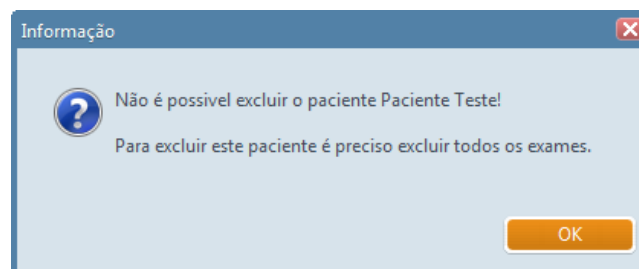 Informação
Não é possivel excluir o paciente Paciente Teste!
Para excluir este paciente é preciso excluir todos os exames.
OK